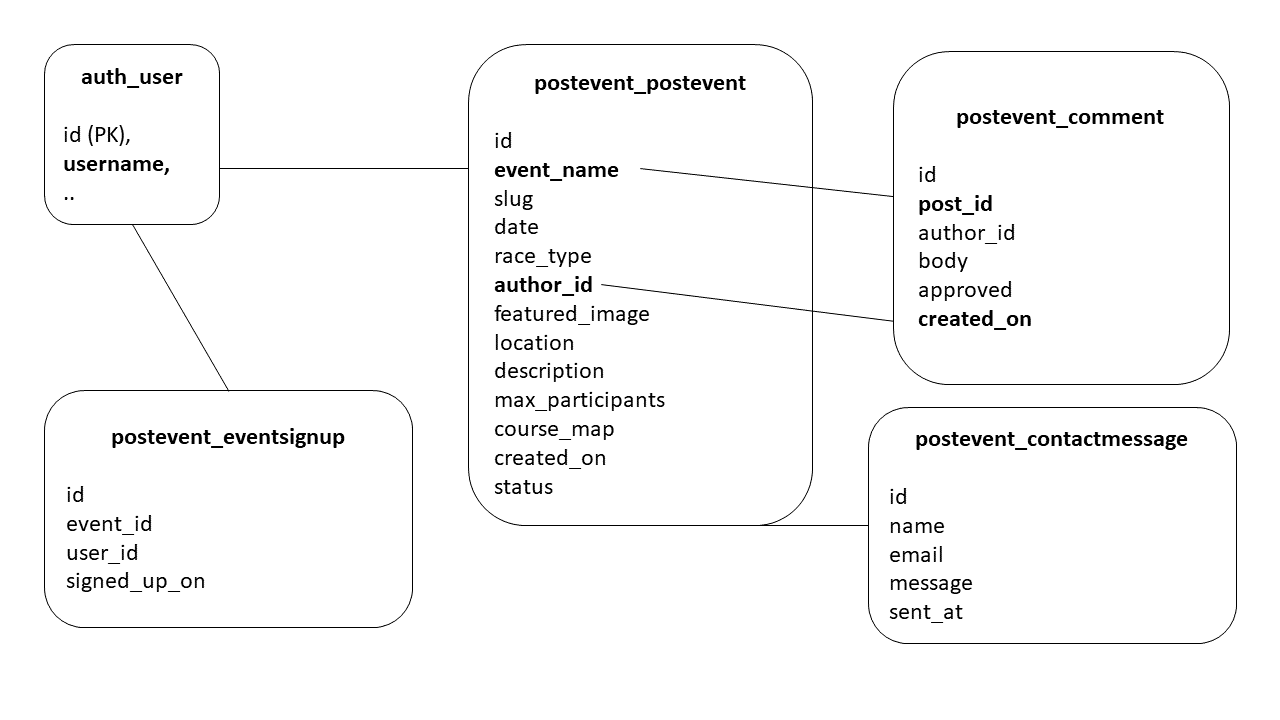 auth_user
id (PK),
username,
..
postevent_postevent
id
event_name
slug
date
race_type
author_id
featured_image
location
description
max_participants
course_map
created_on
status
postevent_comment
id
post_id
author_id
body
approved
created_on
postevent_eventsignup
id
event_id
user_id
signed_up_on
postevent_contactmessage
id
name
email
message
sent_at